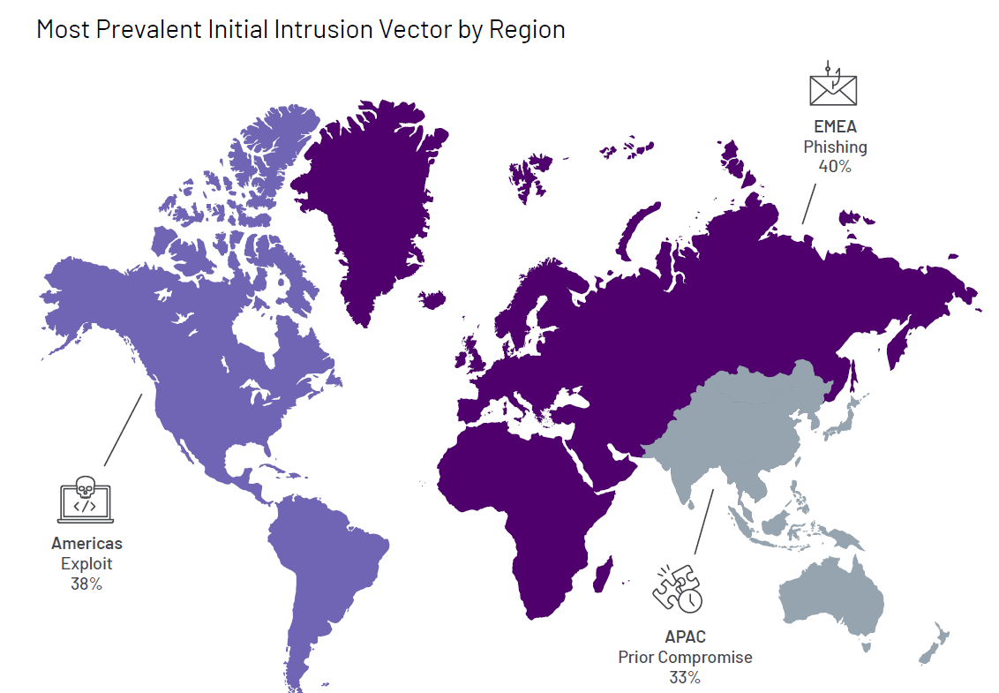 Most Prevalent Initial Intrusion Vector by Region
EMEA
Phishing
40%
</>
Americas
Exploit
38%
APAC
Prior Compromise
33%